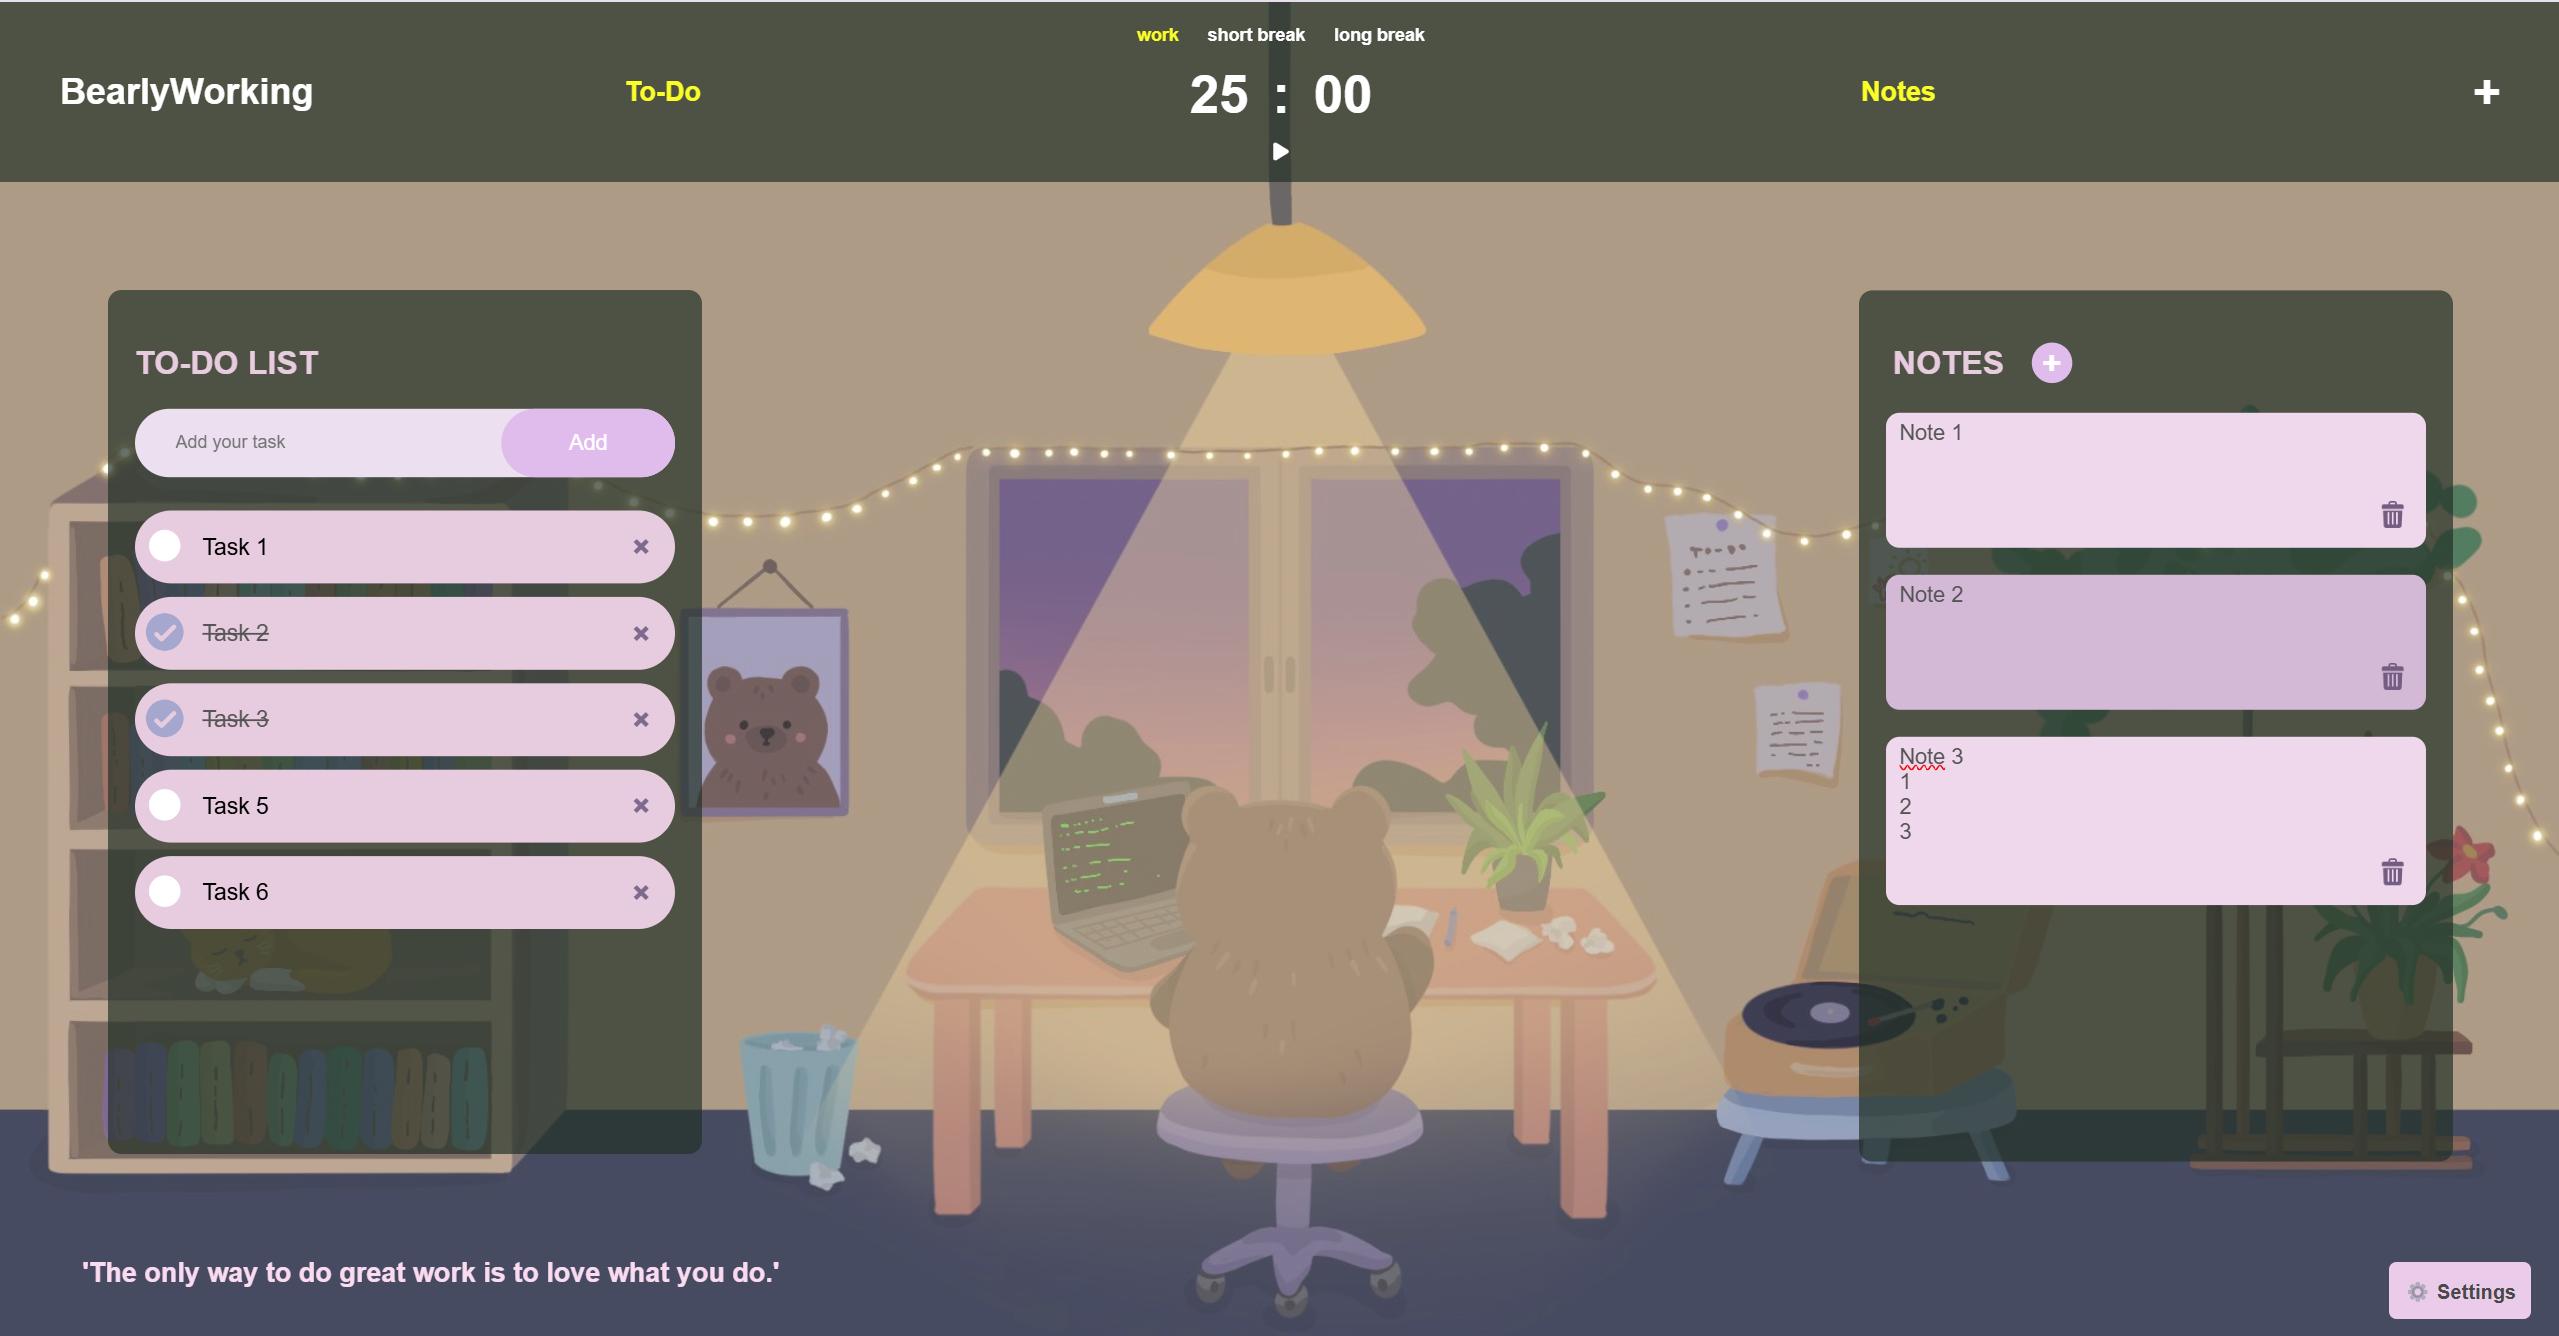 work short break long break
BearlyWorking To-Do 25 : 00 Notes +
TO-DO LIST
Add your task Add
Task 1
Task 2
Task 3
Task 5
Task 6
NOTES +
Note 1
Note 2
Note 3
1
2
3
'The only way to do great work is to love what you do.'
Settings